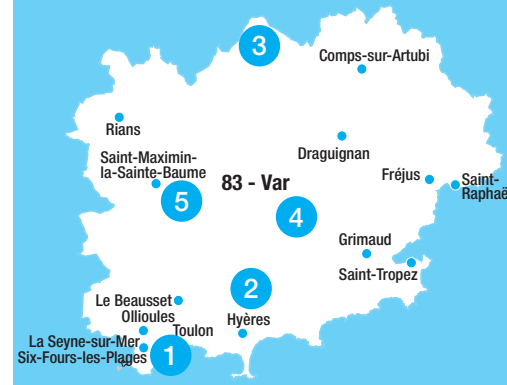 3
Comps-sur-Artubi
Rians
Draguignan
Saint-Maximin-
la-Sainte-Baume
83 - Var
Fréjus
Saint-
Raphaë
5
4
Grimaud
Saint-Tropez
2
Le Beausset
Ollioules
Toulon
Hyères
La Seyne-sur-Mer
Six-Fours-les-Plages
1